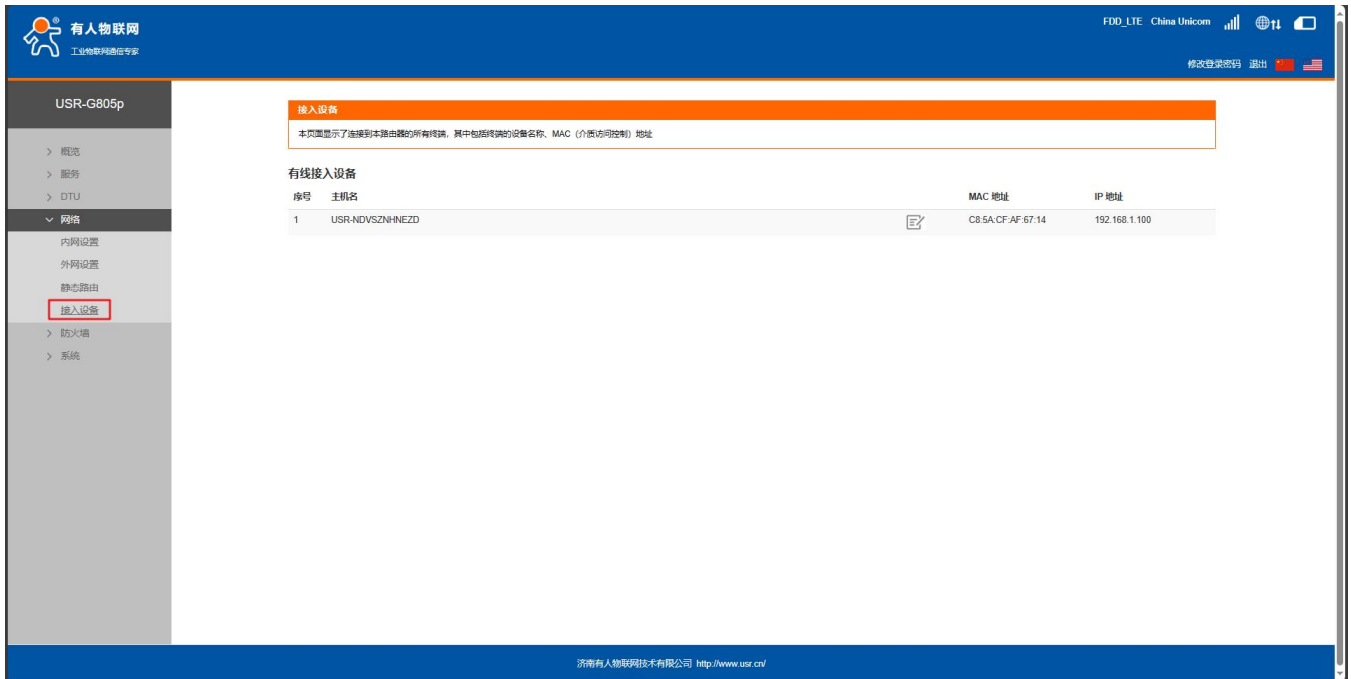 有人物联网
工业物联网通信专家
FDD_LTE China Unicom
修改登录密码 退出
USR-G805p
概览
服务
DTU
网络
内网设置
外网设置
静态路由
接入设备
防火墙
系统
接入设备
本页面显示了连接到本路由器的所有终端，其中包括终端的设备名称、MAC（介质访问控制）地址
有线接入设备
序号 主机名 MAC 地址 IP 地址
1 USR-NDVSZNHNEZD C8:5A:CF:AF:67:14 192.168.1.100
济南有人物联网技术有限公司 http://www.usr.cn/